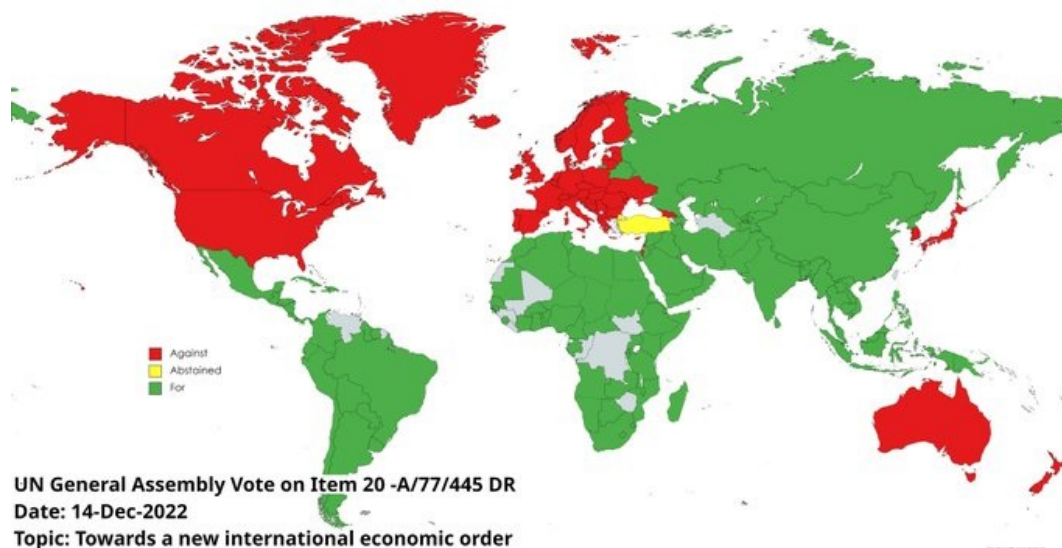 Against
Abstained
For
UN General Assembly Vote on Item 20 -A/77/445 DR
Date: 14-Dec-2022
Topic: Towards a new international economic order